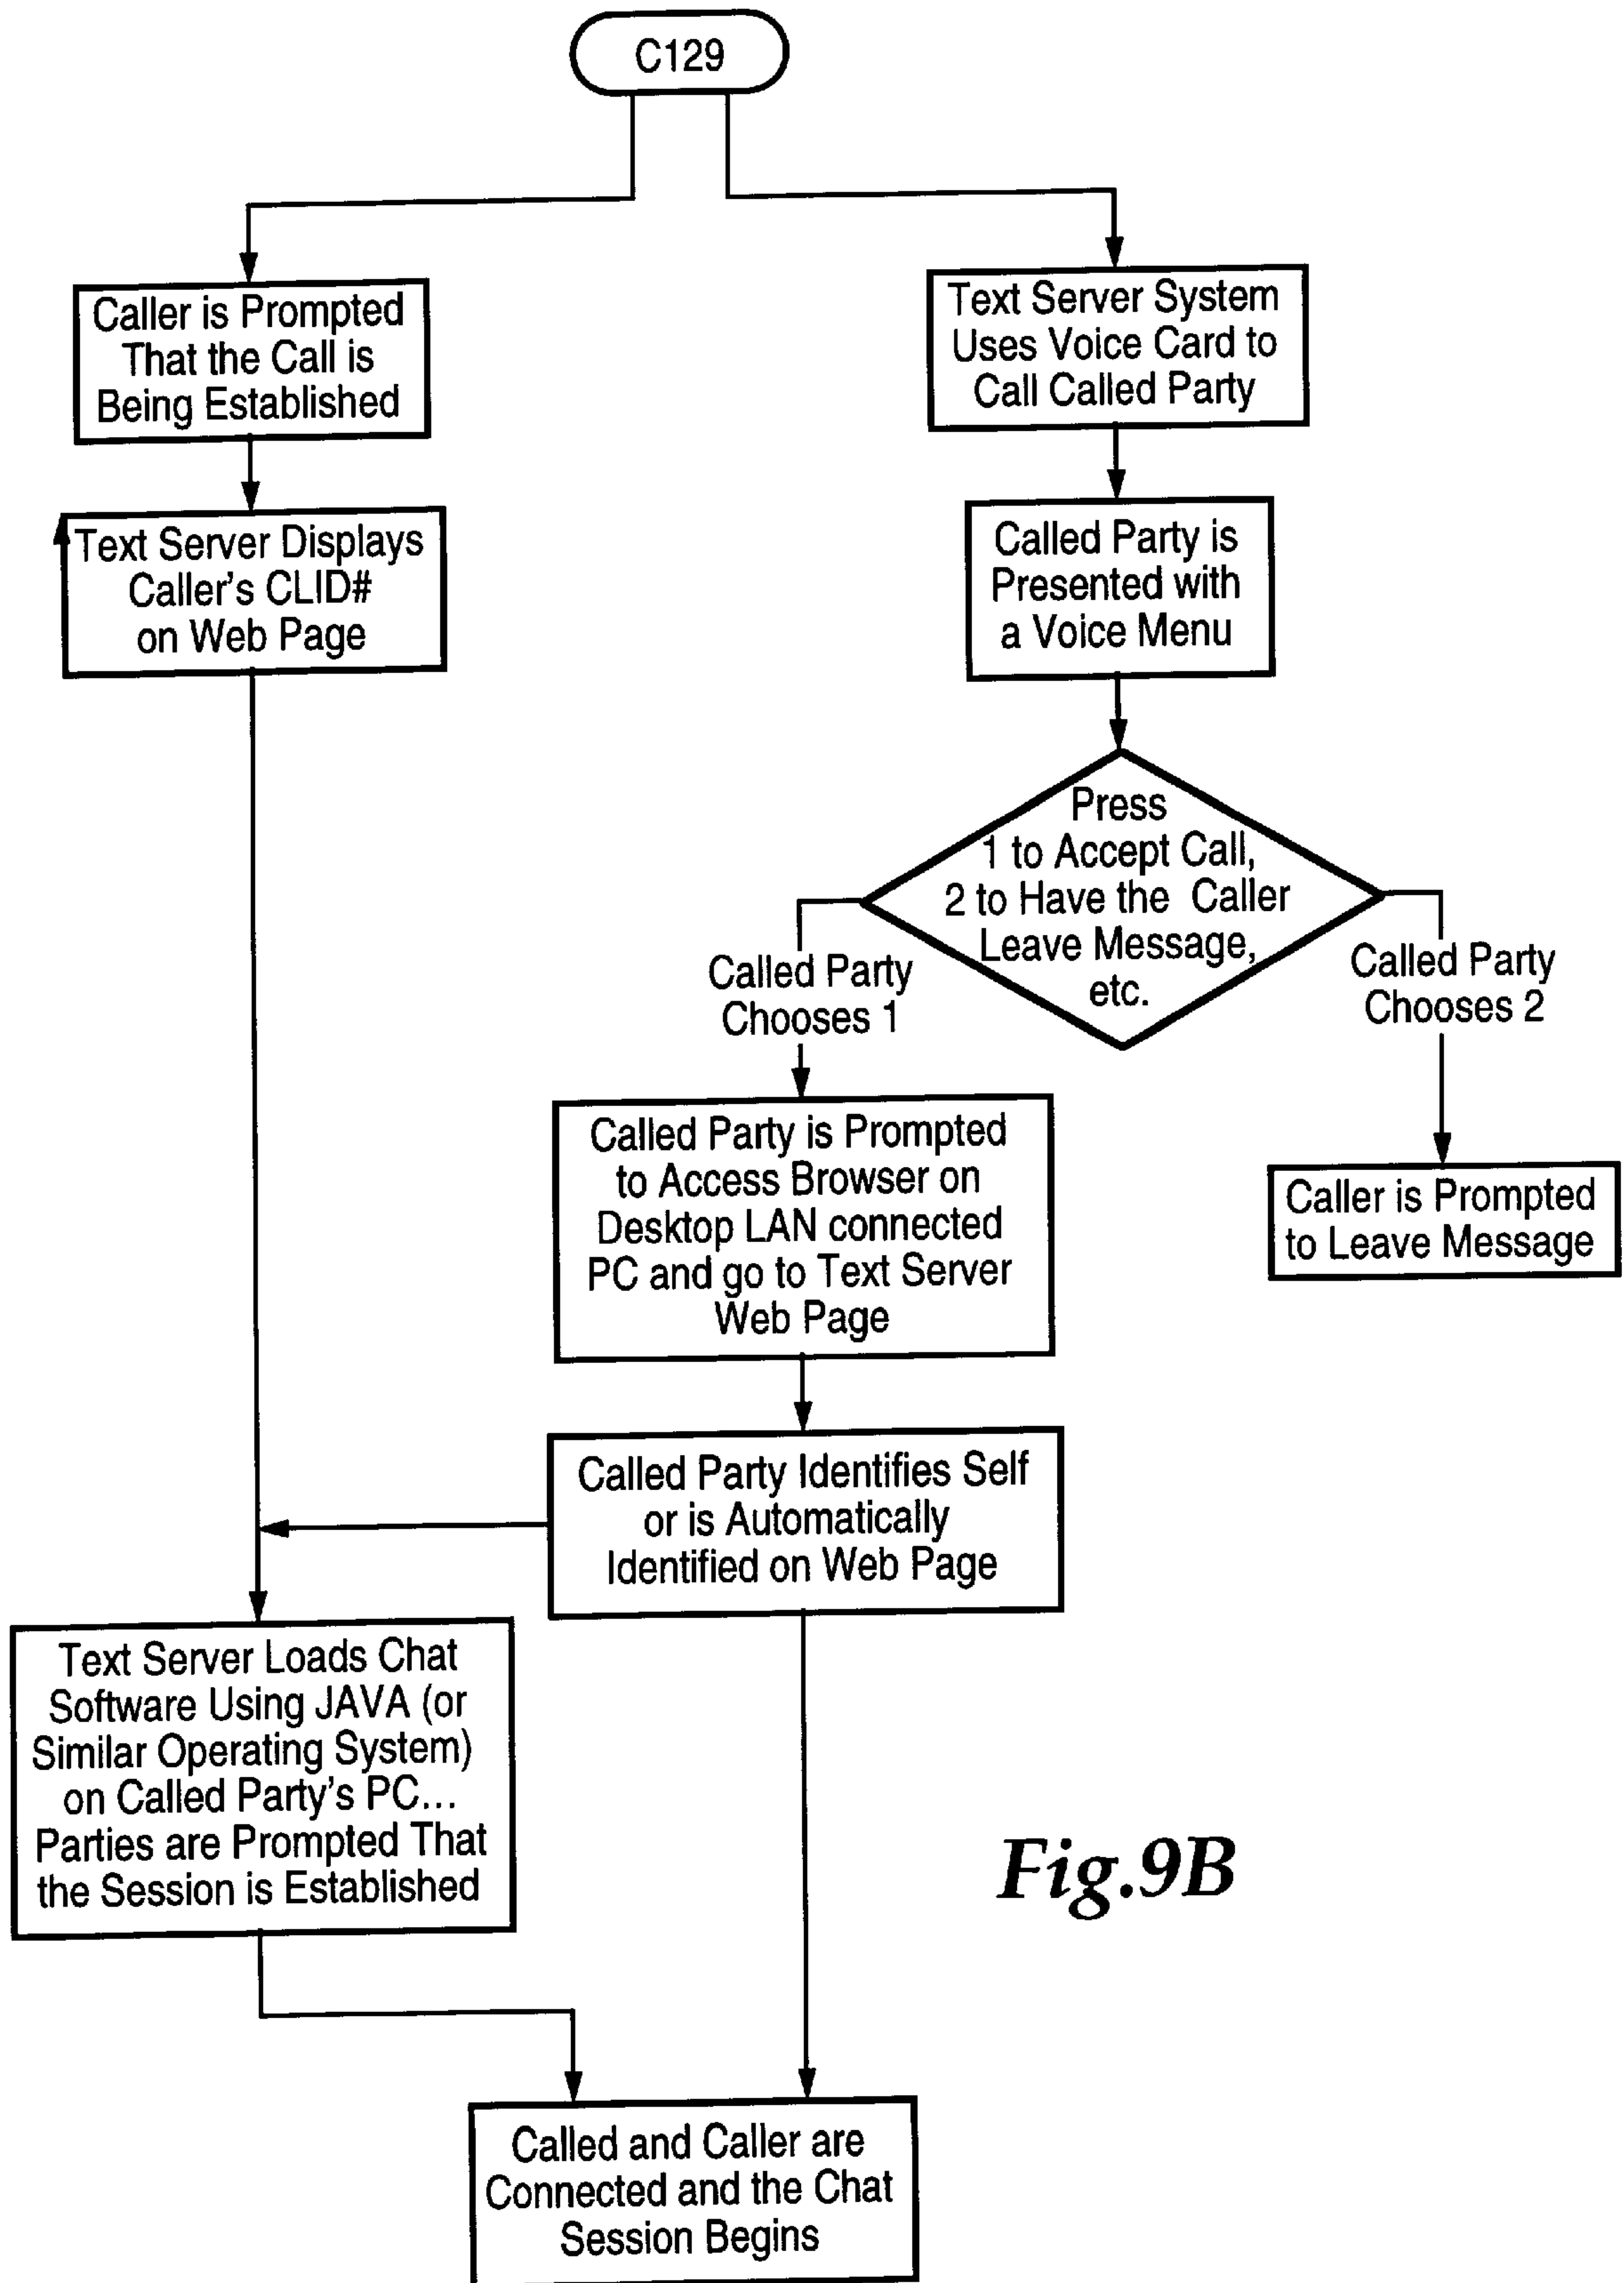 C129
Caller is Prompted
That the Call is
Being Established
Text Server System
Uses Voice Card to
Call Called Party
Text Server Displays
Caller's CLID#
on Web Page
Called Party is
Presented with
a Voice Menu
Press
1 to Accept Call,
2 to Have the Caller
Leave Message,
etc.
Called Party
Chooses 1
Called Party
Chooses 2
Called Party is Prompted
to Access Browser on
Desktop LAN connected
PC and go to Text Server
Web Page
Caller is Prompted
to Leave Message
Called Party Identifies Self
or is Automatically
Identified on Web Page
Text Server Loads Chat
Software Using JAVA (or
Similar Operating System)
on Called Party's PC...
Parties are Prompted That
the Session is Established
Fig.9B
Called and Caller are
Connected and the Chat
Session Begins